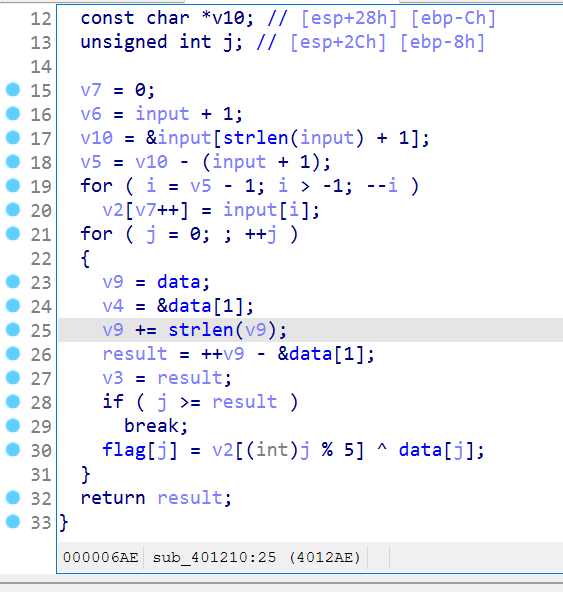 12 const char *v10; // [esp+28h] [ebp-Ch]
13 unsigned int j; // [esp+2Ch] [ebp-8h]
14
15 v7 = 0;
16 v6 = input + 1;
17 v10 = &input[strlen(input) + 1];
18 v5 = v10 - (input + 1);
19 for ( i = v5 - 1; i > -1; --i )
20 v2[v7++] = input[i];
21 for ( j = 0; ; ++j )
22 {
23 v9 = data;
24 v4 = &data[1];
25 v9 += strlen(v9);
26 result = ++v9 - &data[1];
27 v3 = result;
28 if ( j >= result )
29 break;
30 flag[j] = v2[(int)j % 5] ^ data[j];
31 }
32 return result;
33 }
000006AE sub_401210:25 (4012AE)